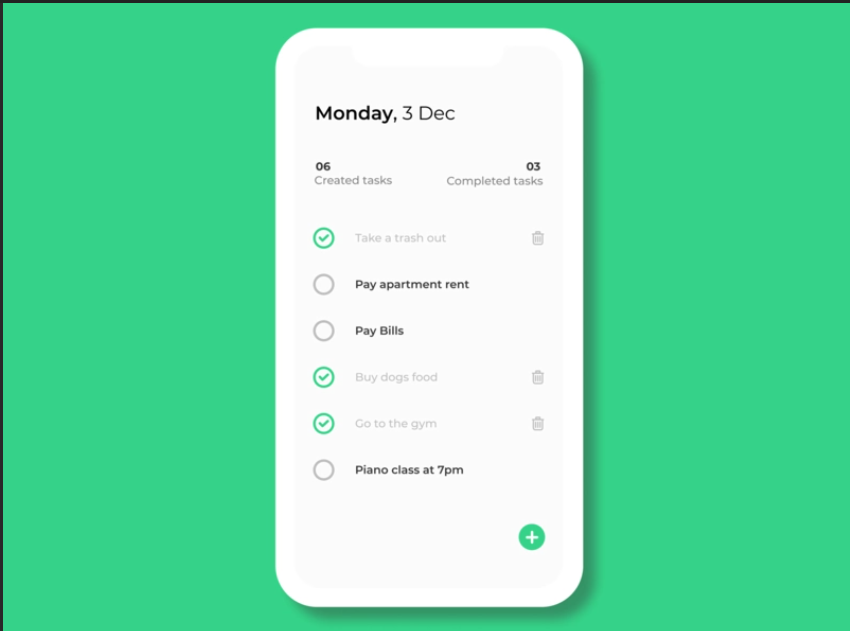 Monday, 3 Dec
06 03
Created tasks Completed tasks
Take a trash out
Pay apartment rent
Pay Bills
Buy dogs food
Go to the gym
Piano class at 7pm